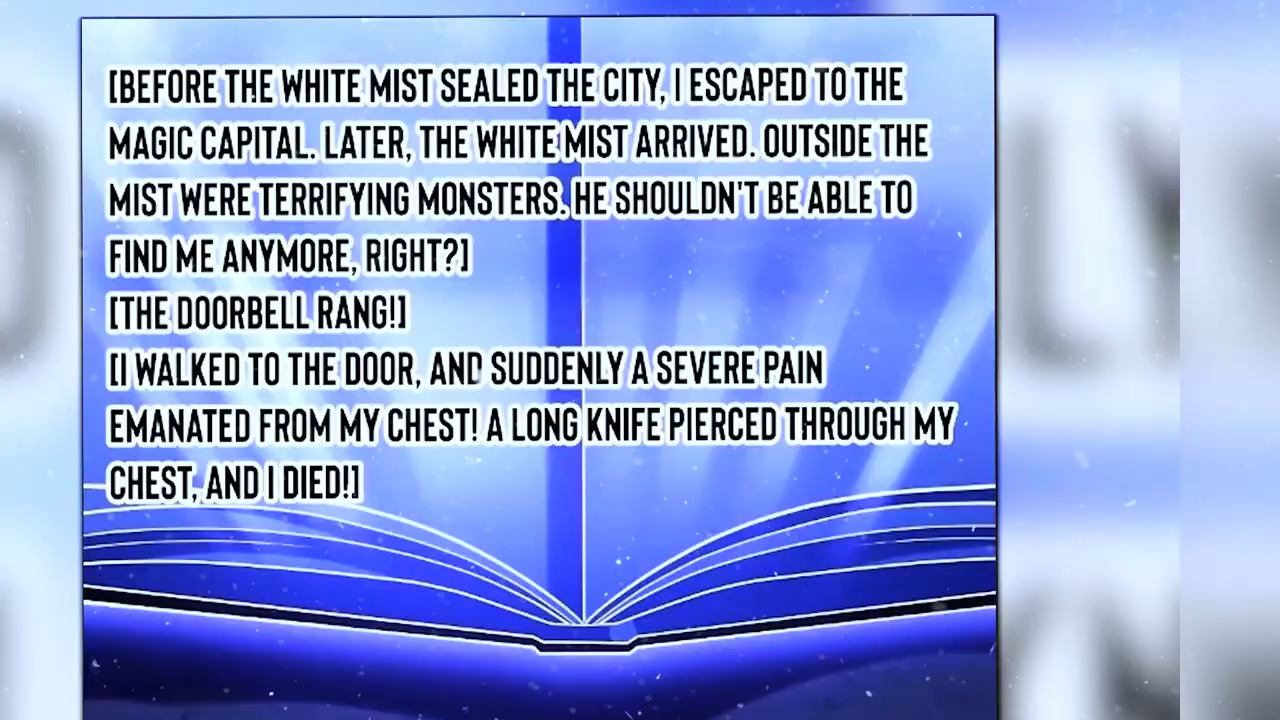 [BEFORE THE WHITE MIST SEALED THE CITY, I ESCAPED TO THE
MAGIC CAPITAL. LATER, THE WHITE MIST ARRIVED. OUTSIDE THE
MIST WERE TERRIFYING MONSTERS. HE SHOULDN'T BE ABLE TO
FIND ME ANYMORE, RIGHT?]
[THE DOORBELL RANG!]
[I WALKED TO THE DOOR, AND SUDDENLY A SEVERE PAIN
EMANATED FROM MY CHEST! A LONG KNIFE PIERCED THROUGH MY
CHEST, AND I DIED!]